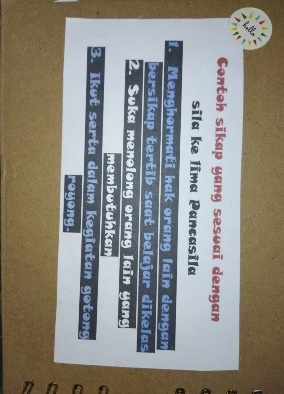 hello
Contoh sikap yang sesuai dengan
sila ke lima Pancasila
1. Menghormati hak orang lain dengan
bersikap tertib saat belajar dikelas
2. Suka menolong orang lain yang
membutuhkan
3. Ikut serta dalam kegiatan gotong
royong.